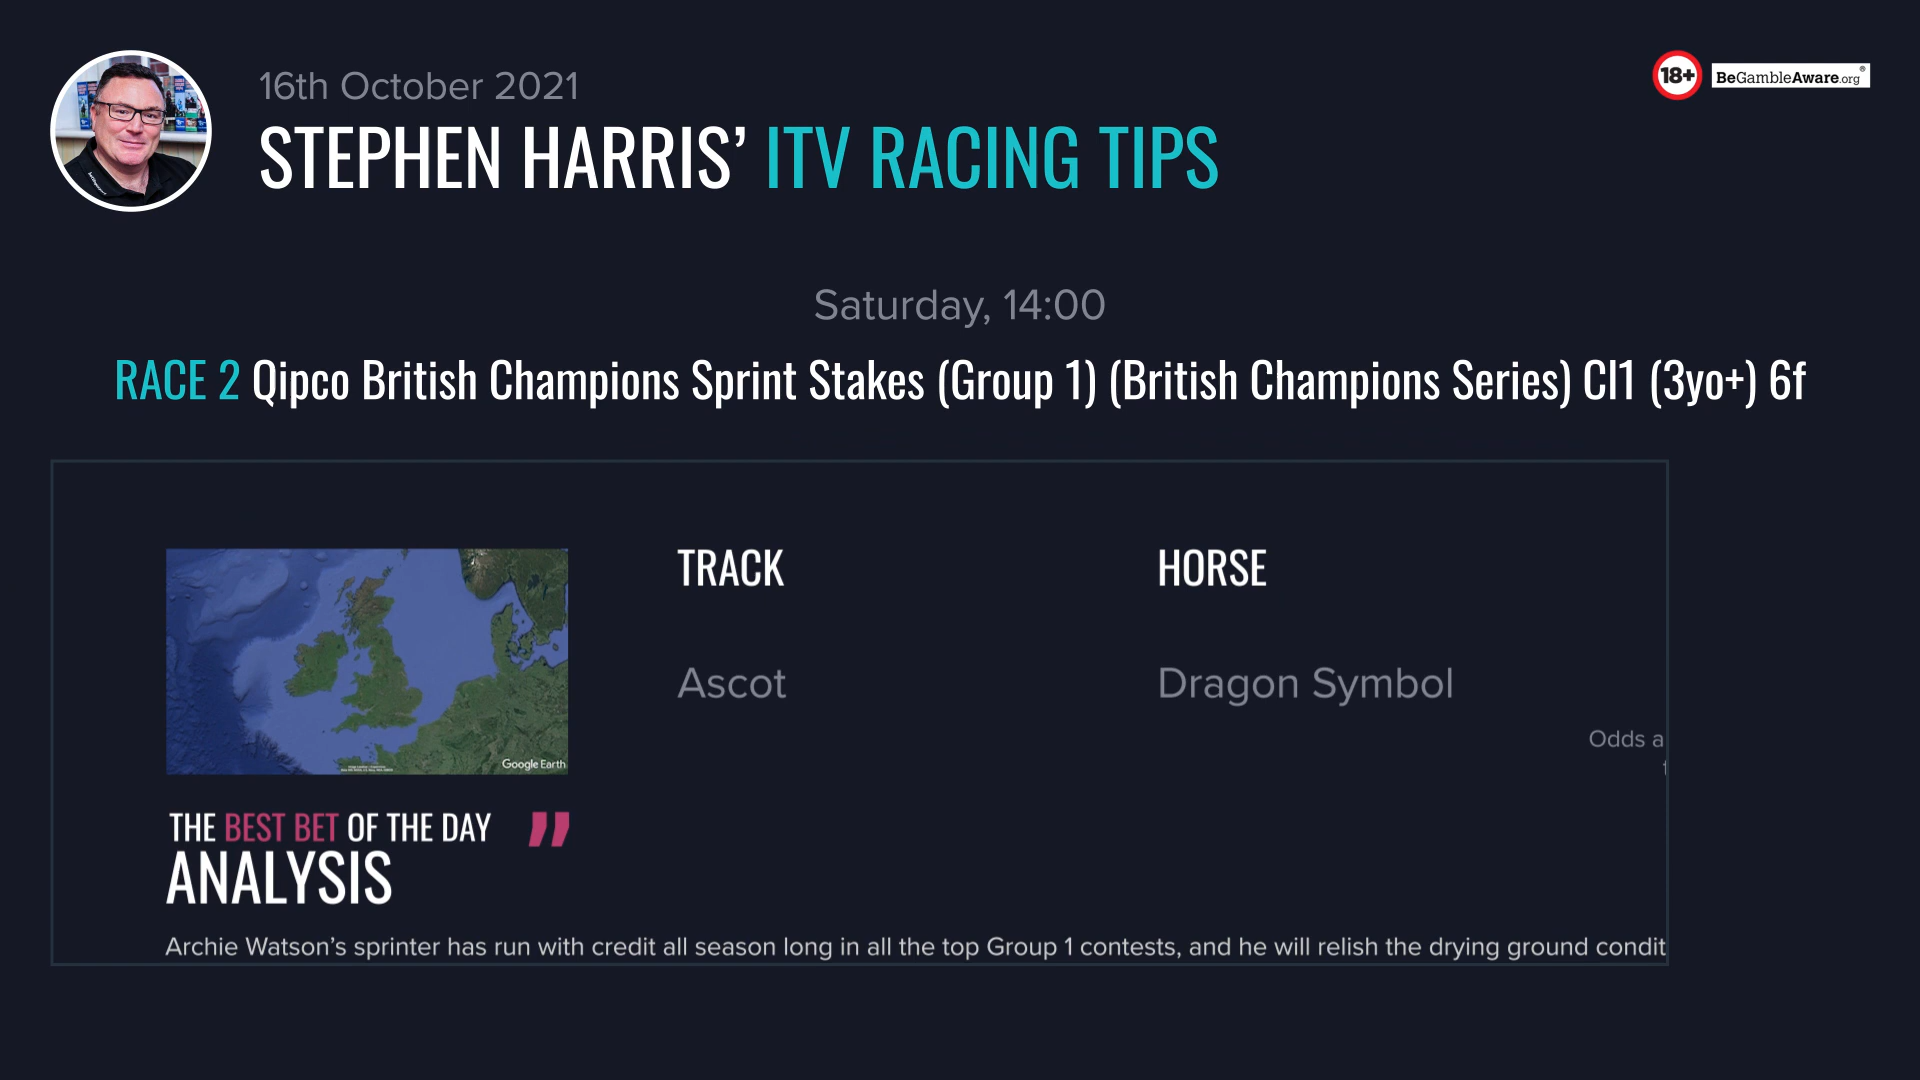 16th October 2021
STEPHEN HARRIS’ ITV RACING TIPS
18+
BeGambleAware.org®
Saturday, 14:00
RACE 2 Qipco British Champions Sprint Stakes (Group 1) (British Champions Series) Cl1 (3yo+) 6f
TRACK
HORSE
Ascot
Dragon Symbol
Odds a
Google Earth
THE BEST BET OF THE DAY ”
ANALYSIS
Archie Watson’s sprinter has run with credit all season long in all the top Group 1 contests, and he will relish the drying ground condit